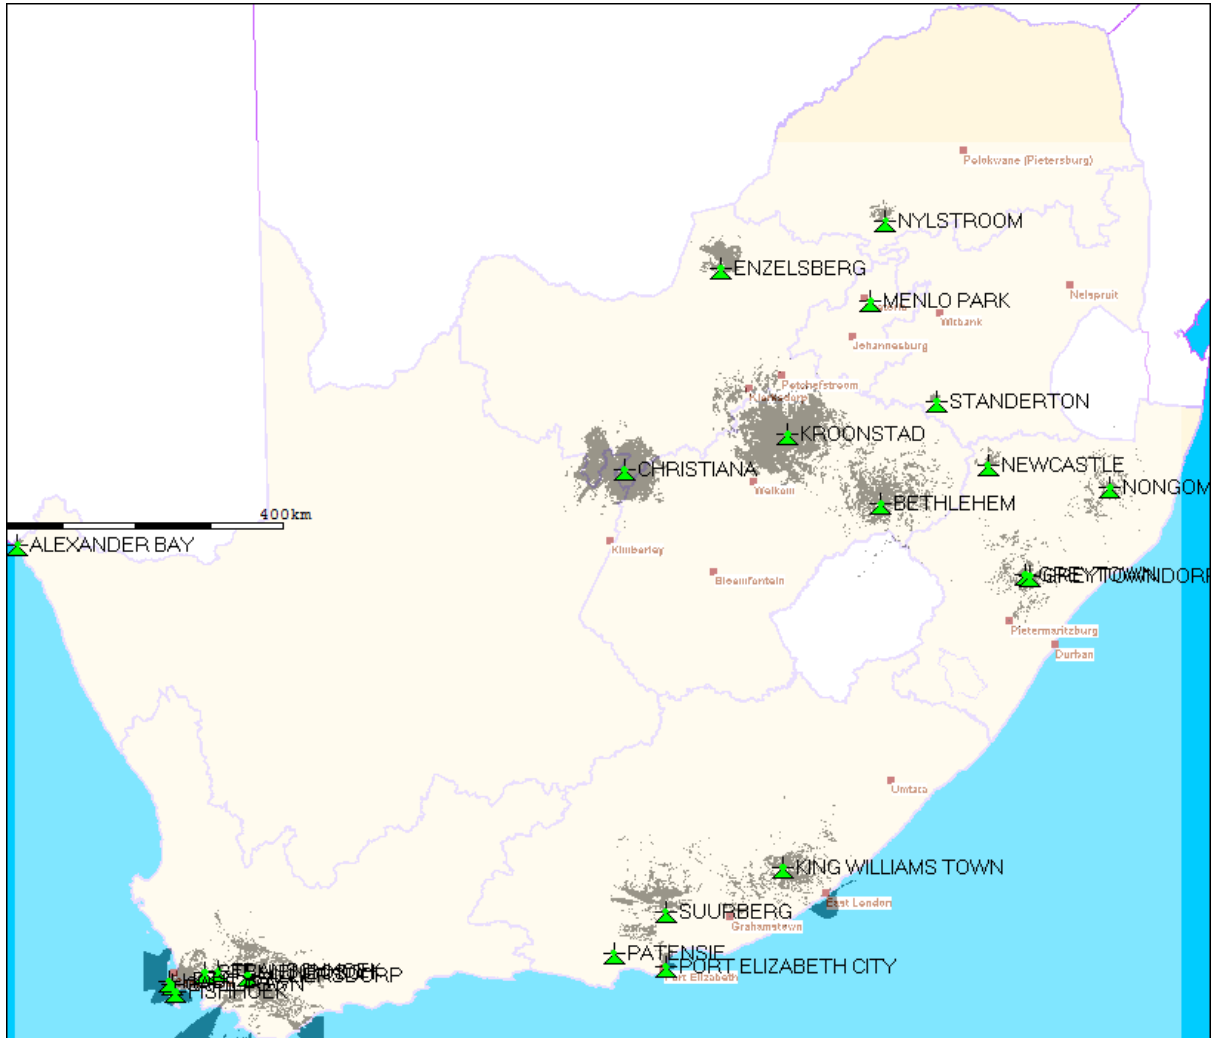 Polokwane (Pietersburg)
NYLSTROOM
ENZELSBERG
Nelspruit
MENLO PARK
Witbank
Johannesburg
Potchefstroom
Klerksdorp
STANDERTON
KROONSTAD
CHRISTIANA
NEWCASTLE
Welkom
NONGOM
BETHLEHEM
400km
Kimberley
ALEXANDER BAY
Bloemfontein
GREYTOWN
Pietermaritzburg
Durban
Umtata
KING WILLIAMS TOWN
East London
SUURBERG
Grahamstown
PATENSIE
PORT ELIZABETH CITY
Port Elizabeth
FISHHOEK